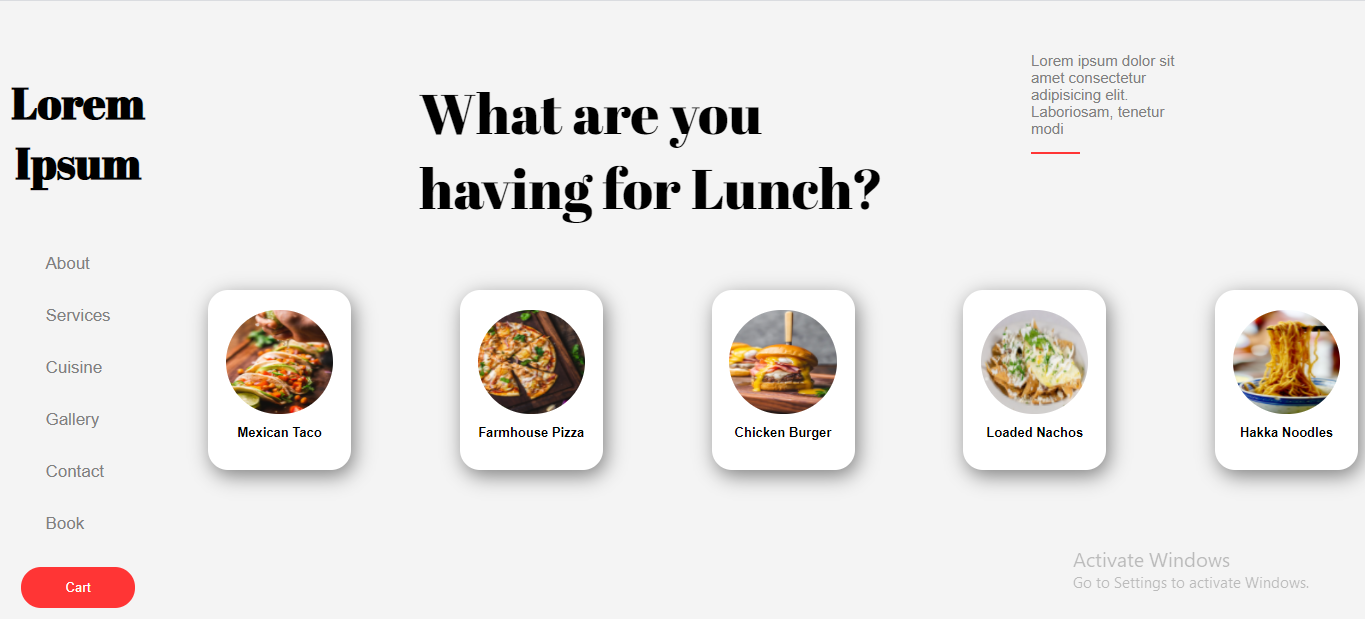 Lorem
Ipsum
About
Services
Cuisine
Gallery
Contact
Book
Cart
What are you
having for Lunch?
Lorem ipsum dolor sit
amet consectetur
adipisicing elit.
Laboriosam, tenetur
modi
Mexican Taco
Farmhouse Pizza
Chicken Burger
Loaded Nachos
Hakka Noodles
Activate Windows
Go to Settings to activate Windows.